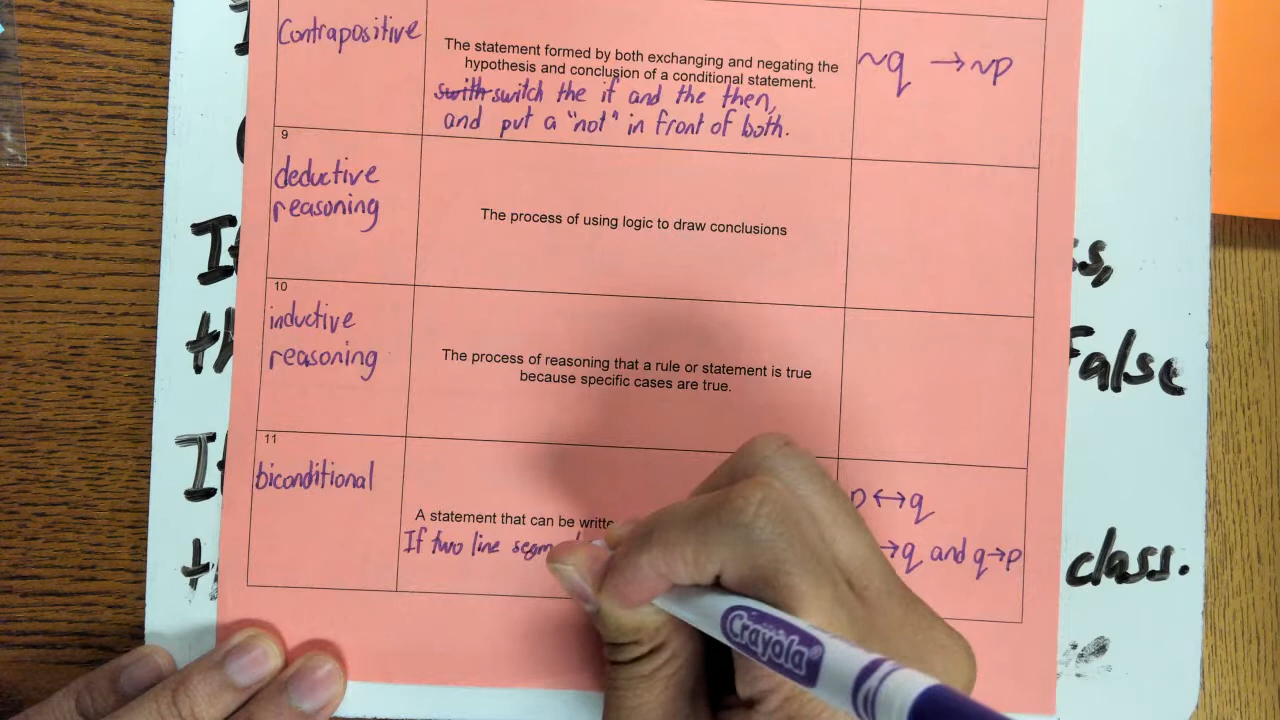 Contrapositive
The statement formed by both exchanging and negating the
hypothesis and conclusion of a conditional statement.
swith switch the if and the then,
and put a "not" in front of both.
~q →~p
9
deductive
reasoning
The process of using logic to draw conclusions
10
inductive
reasoning
The process of reasoning that a rule or statement is true
because specific cases are true.
11
biconditional
A statement that can be
If two line
p↔q
→q and q→p
False
class.
Crayola